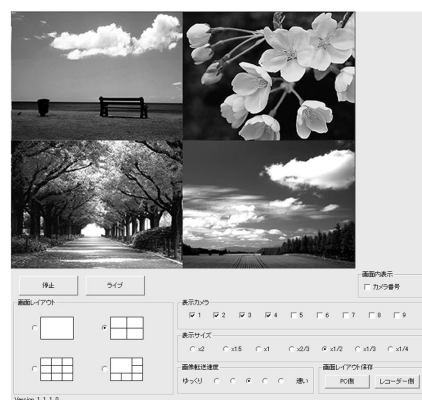 画面内表示
カメラ番号
停止 ライブ
画面レイアウト
表示カメラ
1 2 3 4 5 6 7 8 9
表示サイズ
x2 x1.5 x1 x2/3 x1/2 x1/3 x1/4
画像転送速度
ゆっくり 速い
画面レイアウト保存
PC側 レコーダー側
Version 1.1.1.0